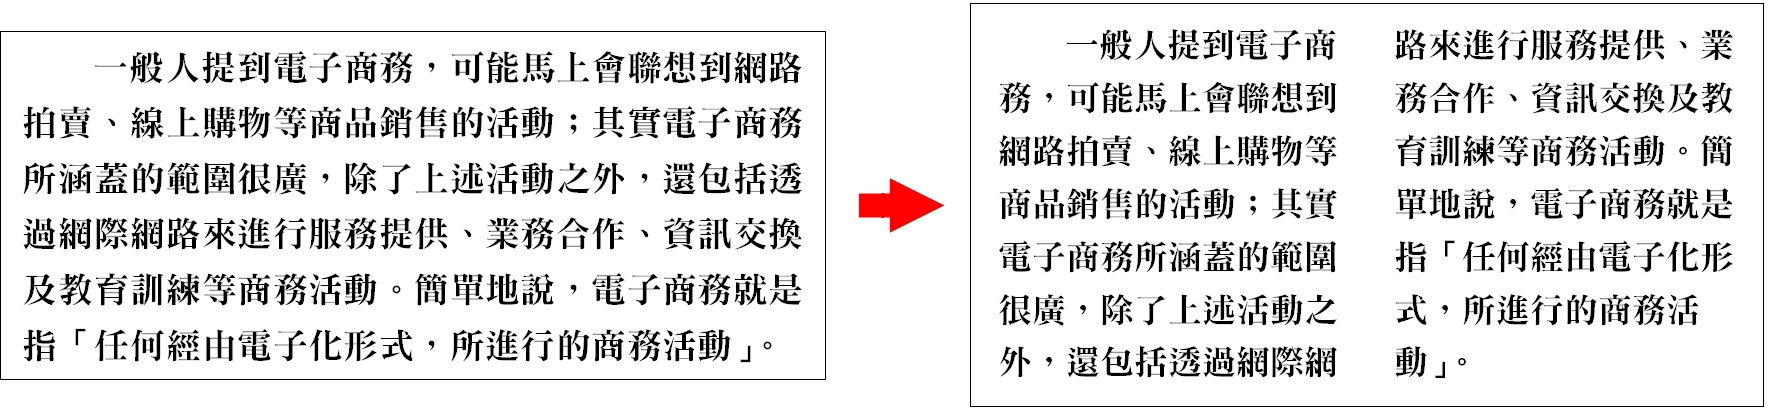 一般人提到電子商務，可能馬上會聯想到網路
拍賣、線上購物等商品銷售的活動；其實電子商務
所涵蓋的範圍很廣，除了上述活動之外，還包括透
過網際網路來進行服務提供、業務合作、資訊交換
及教育訓練等商務活動。簡單地說，電子商務就是
指「任何經由電子化形式，所進行的商務活動」。
一般人提到電子商
務，可能馬上會聯想到
網路拍賣、線上購物等
商品銷售的活動；其實
電子商務所涵蓋的範圍
很廣，除了上述活動之
外，還包括透過網際網
路來進行服務提供、業
務合作、資訊交換及教
育訓練等商務活動。簡
單地說，電子商務就是
指「任何經由電子化形
式，所進行的商務活
動」。